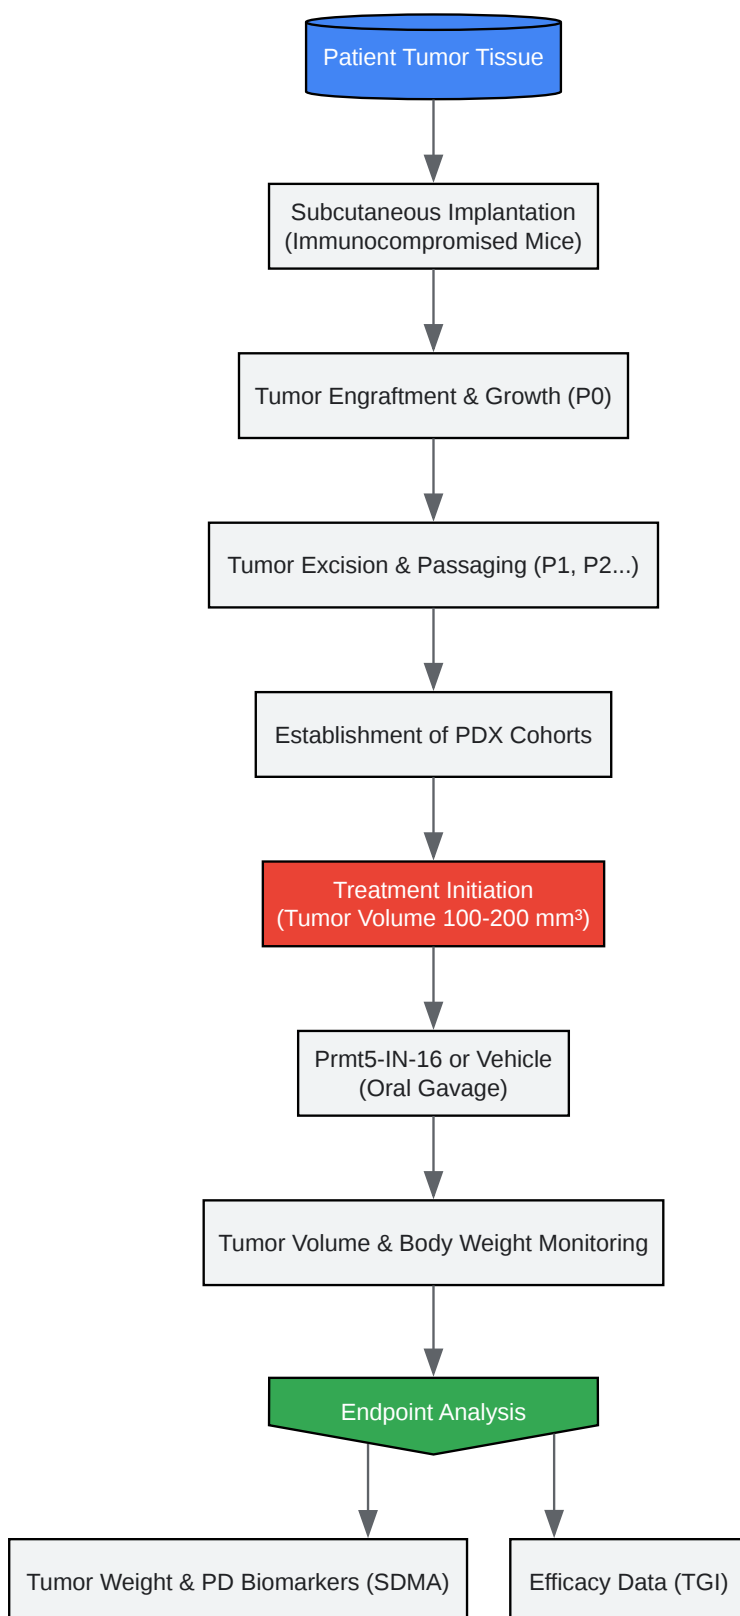 Patient Tumor Tissue
Subcutaneous Implantation
(Immunocompromised Mice)
Tumor Engraftment & Growth (P0)
Tumor Excision & Passaging (P1, P2...)
Establishment of PDX Cohorts
Treatment Initiation
(Tumor Volume 100-200 mm³)
Prmt5-IN-16 or Vehicle
(Oral Gavage)
Tumor Volume & Body Weight Monitoring
Endpoint Analysis
Tumor Weight & PD Biomarkers (SDMA)
Efficacy Data (TGI)